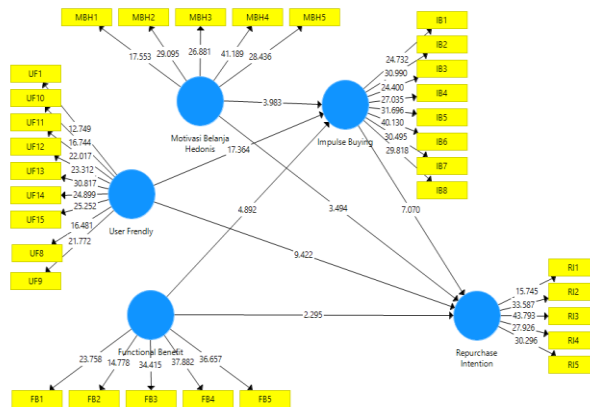 MBH1 MBH2 MBH3 MBH4 MBH5
17.553 29.095 26.881 41.189 28.436
Motivasi Belanja
Hedonis
IB1
IB2
IB3
IB4
IB5
IB6
IB7
IB8
24.732
30.990
24.400
27.035
31.696
40.130
30.495
29.818
Impulse Buying
3.983
17.364
4.892
3.494
7.070
9.422
2.295
UF1
UF10
UF11
UF12
UF13
UF14
UF15
UF8
UF9
12.749
16.744
22.017
23.312
30.817
24.899
25.252
16.481
21.772
User Frendly
Functional Benefit
23.758 14.778 34.415 37.882 36.657
FB1 FB2 FB3 FB4 FB5
Repurchase
Intention
15.745
33.587
43.793
27.926
30.296
RI1
RI2
RI3
RI4
RI5